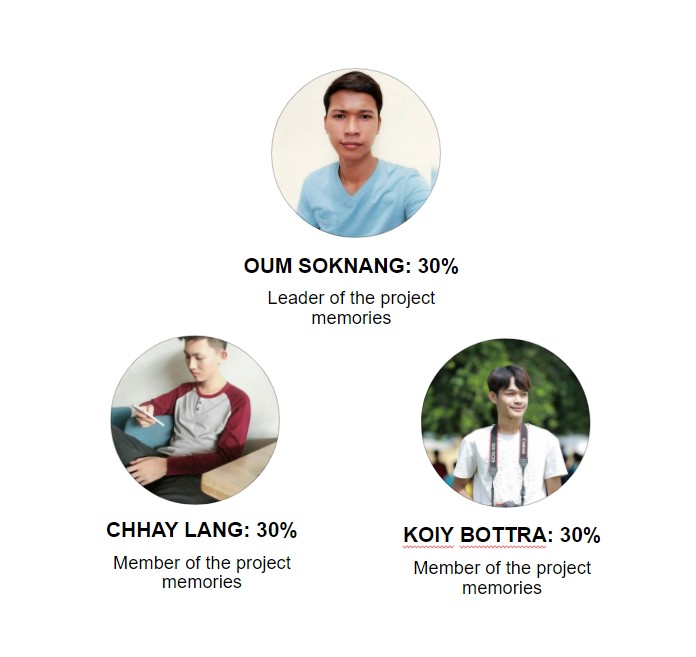 OUM SOKNANG: 30%
Leader of the project
memories
CHHAY LANG: 30%
Member of the project
memories
KOIY BOTTRA: 30%
Member of the project
memories